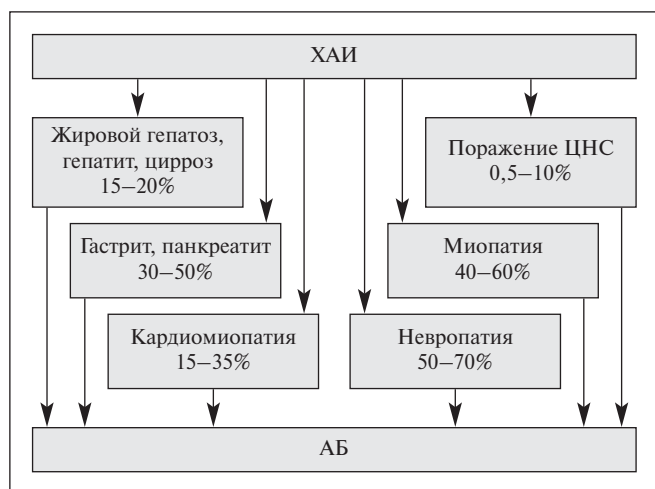 ХАИ
Жировой гепатоз,
гепатит, цирроз
15–20%
Поражение ЦНС
0,5–10%
Гастрит, панкреатит
30–50%
Миопатия
40–60%
Кардиомиопатия
15–35%
Невропатия
50–70%
АБ